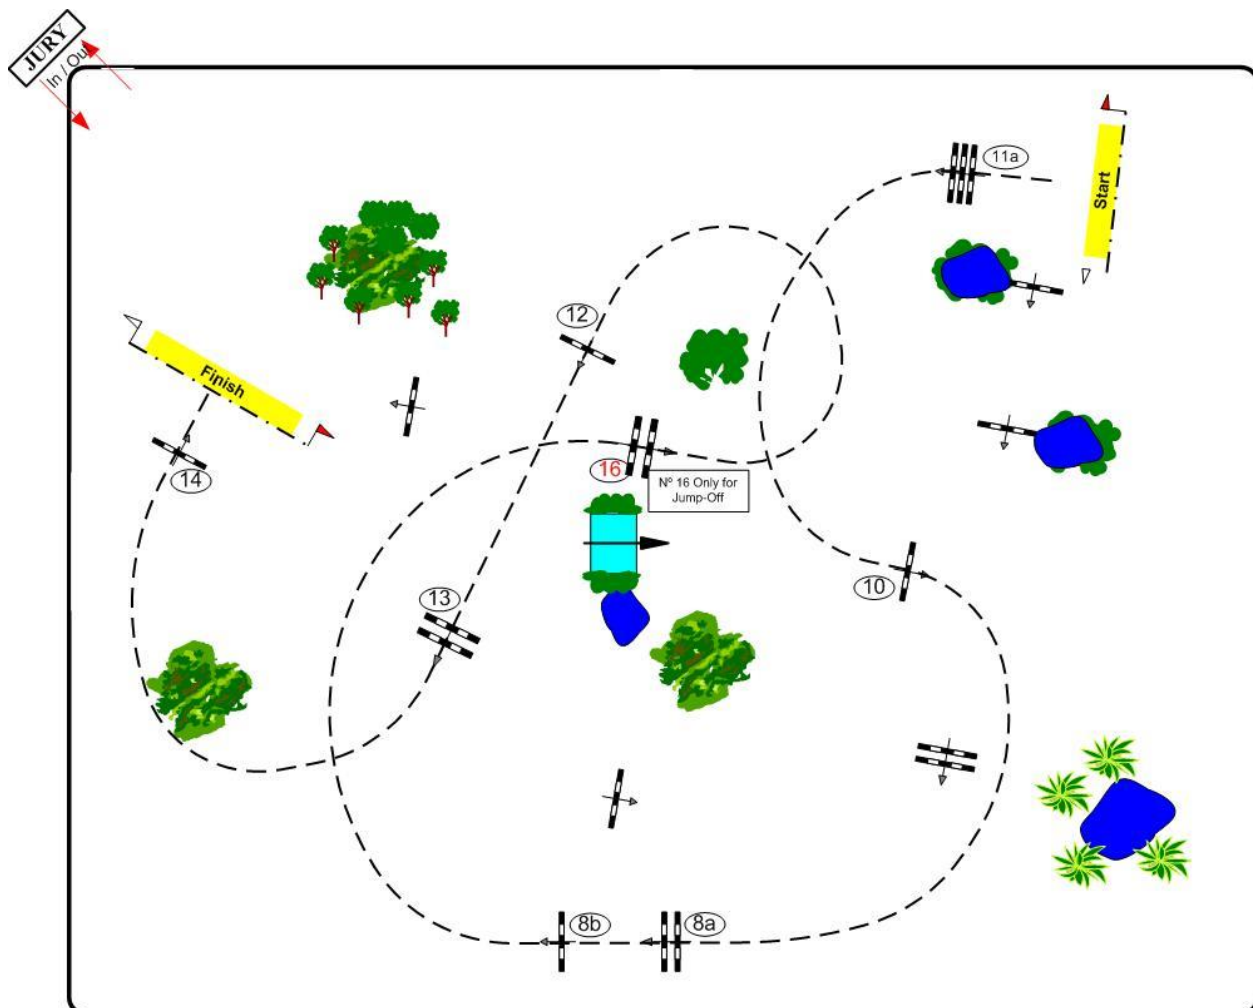 JURY
In / Out
11a
Start
12
Finish
16
14
Nº 16 Only for
Jump-Off
10
13
8b
8a